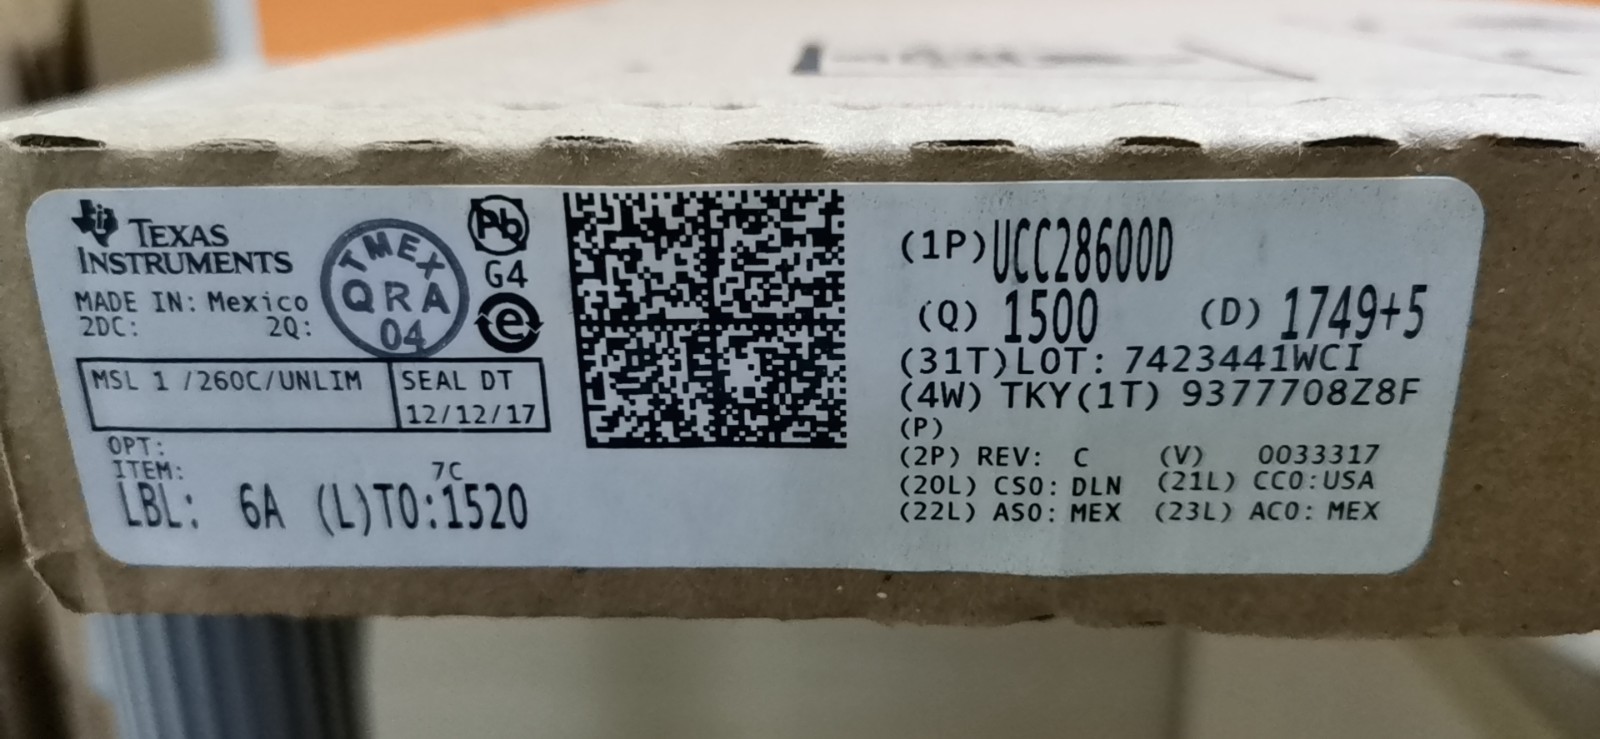 TEXAS
INSTRUMENTS
MADE IN: Mexico
2DC: 2Q:
TMEX
QRA
04
Pb
G4
e
MSL 1 /260C/UNLIM
SEAL DT
12/12/17
OPT:
ITEM: 7C
LBL: 6A (L)TO:1520
(1P)UCC28600D
(Q) 1500 (D) 1749+5
(31T)LOT: 7423441WCI
(4W) TKY(1T) 9377708Z8F
(P)
(2P) REV: C (V) 0033317
(20L) CSO: DLN (21L) CCO:USA
(22L) ASO: MEX (23L) ACO: MEX